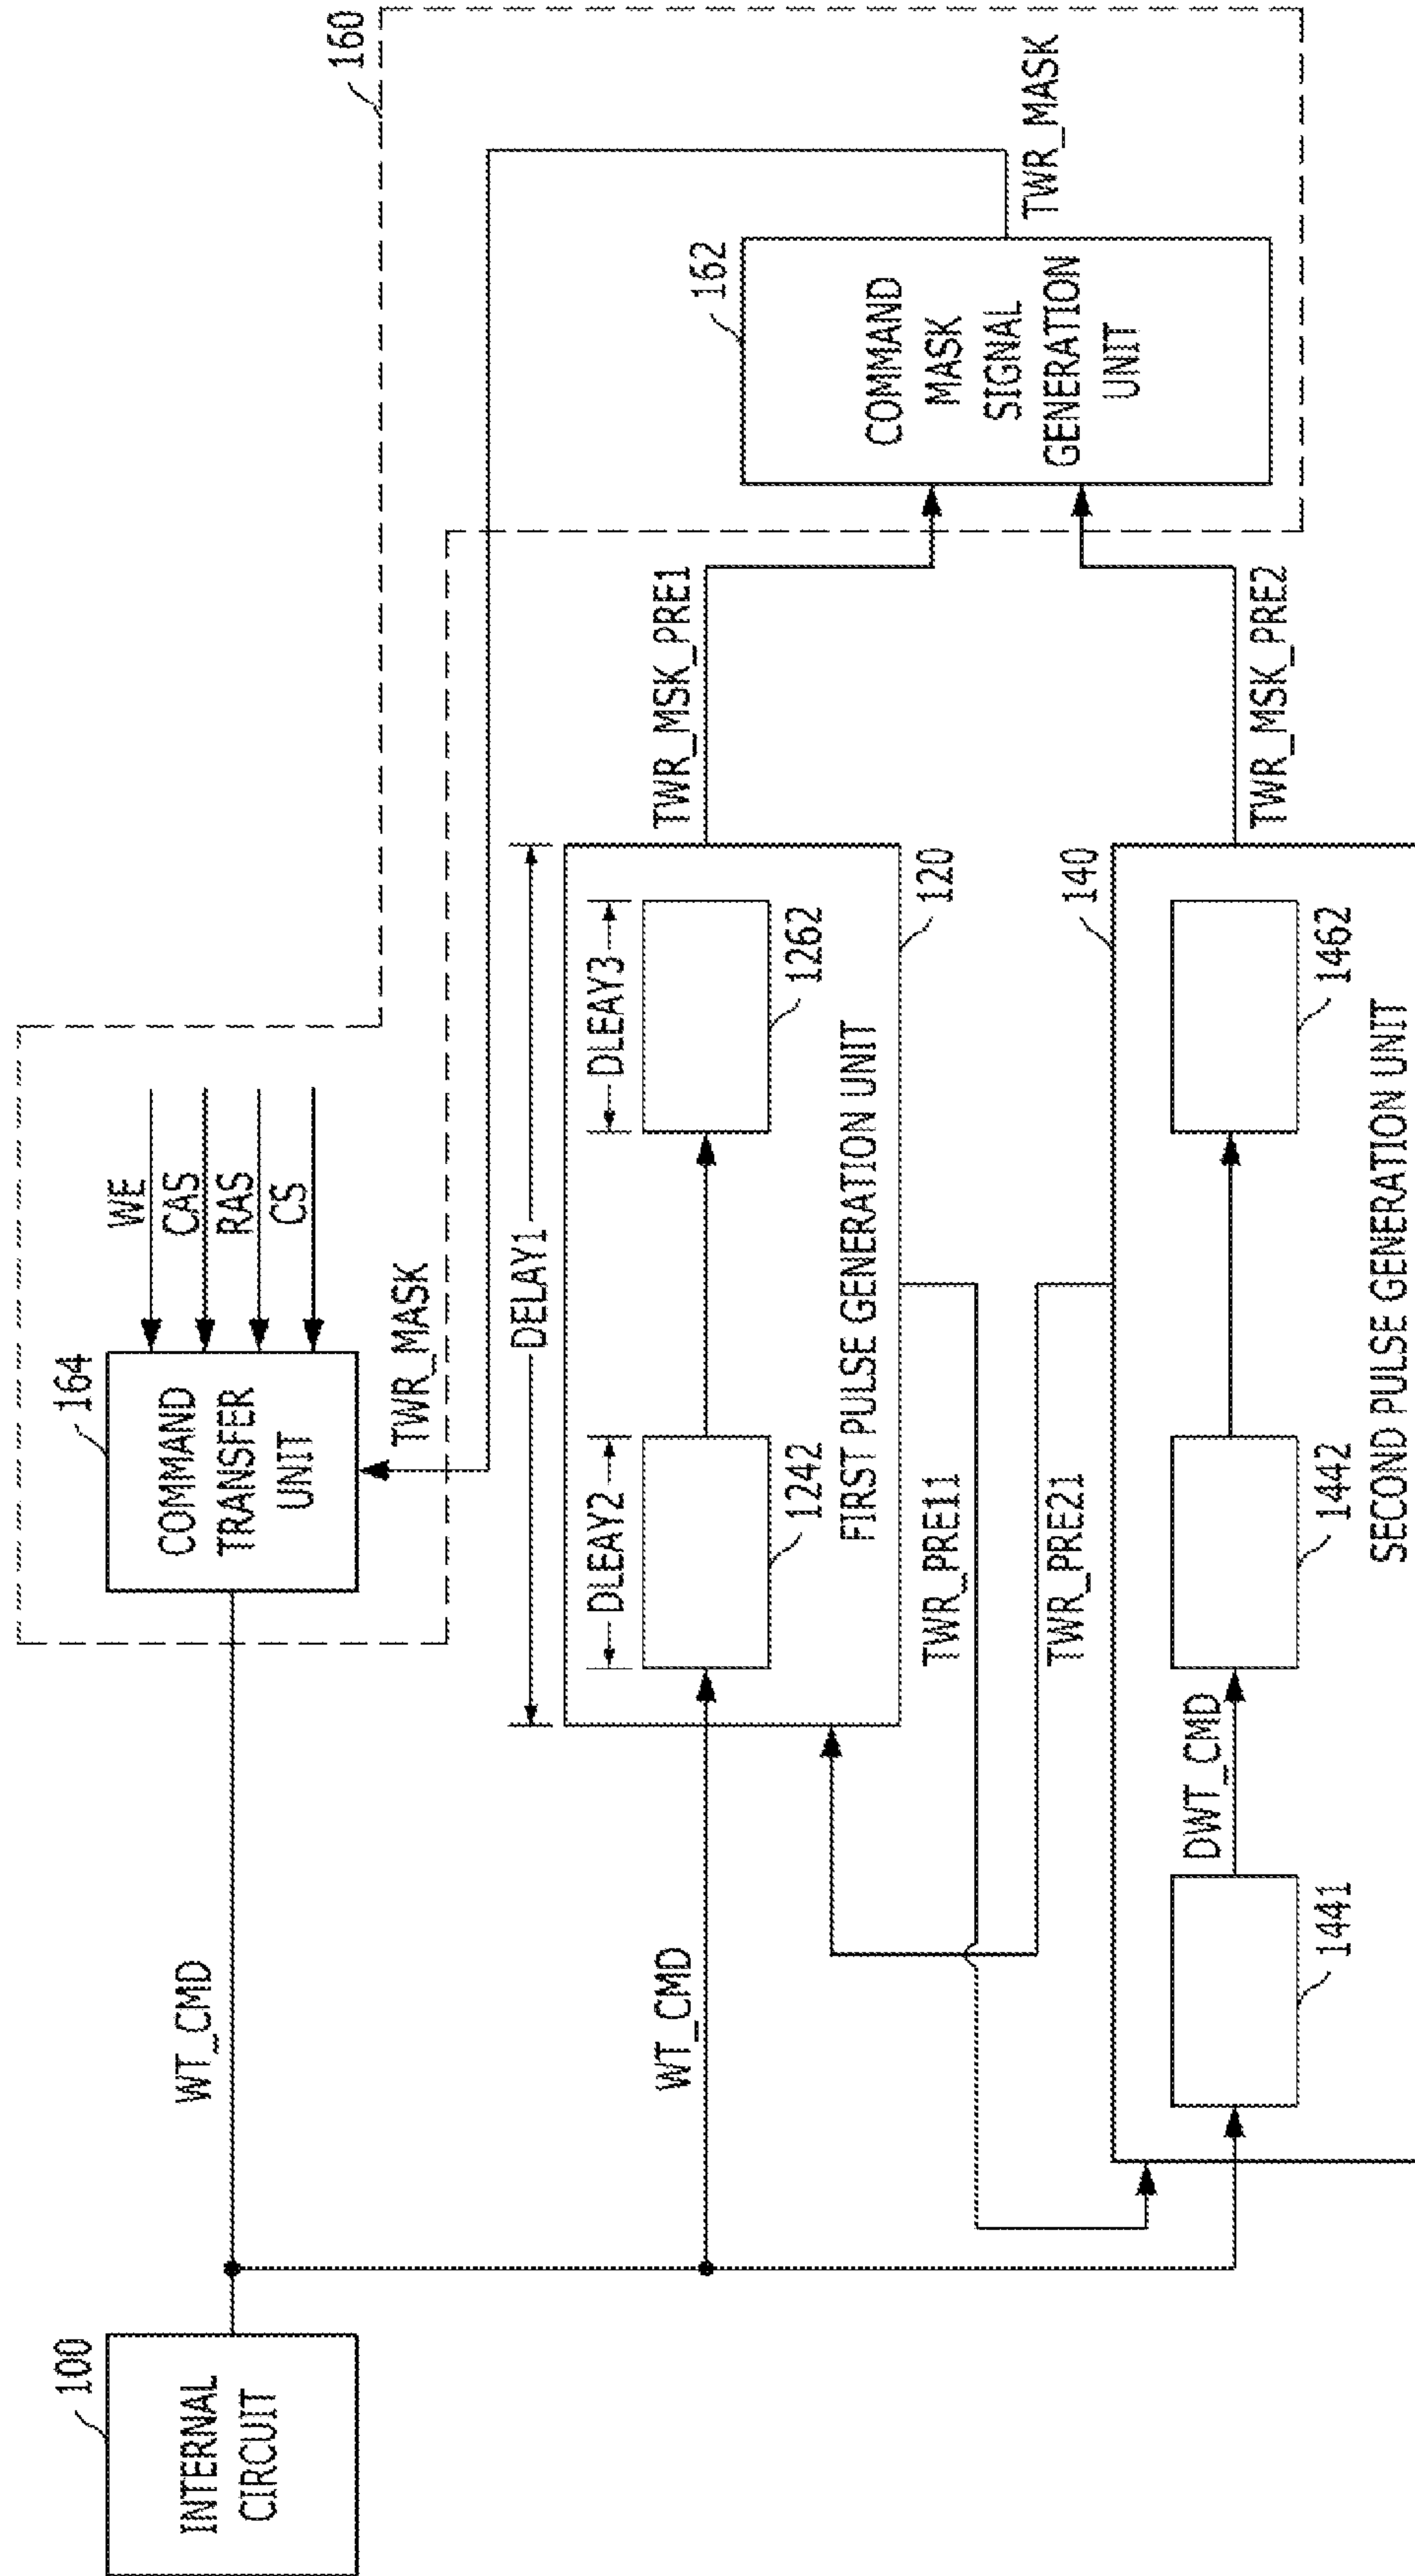 100
INTERNAL
CIRCUIT
WT_CMD
164
COMMAND
TRANSFER
UNIT
WE
CAS
RAS
CS
160
TWR_MASK
DELAY1
WT_CMD
DLEAY2
1242
DLEAY3
1262
FIRST PULSE GENERATION UNIT
120
TWR_MSK_PRE1
162
COMMAND
MASK
SIGNAL
GENERATION
UNIT
TWR_MASK
TWR_PRE11
TWR_PRE21
140
1441
DWT_CMD
1442
1462
SECOND PULSE GENERATION UNIT
TWR_MSK_PRE2